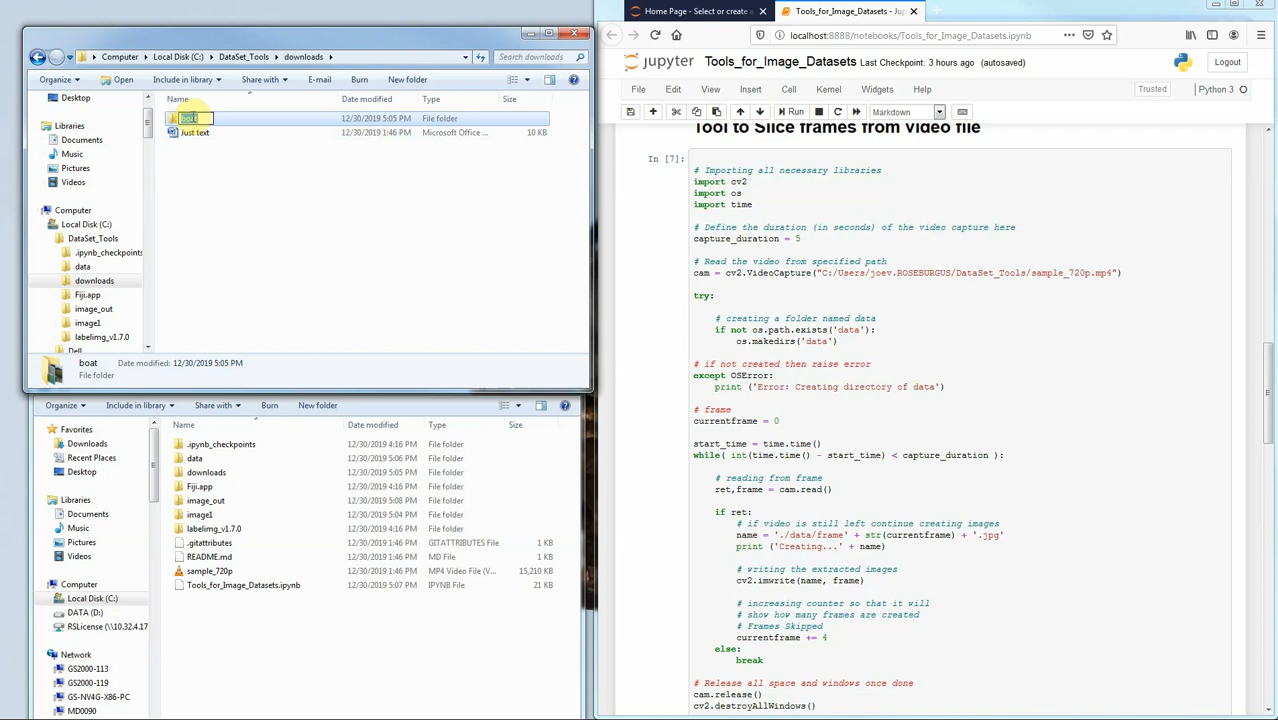 Computer ▸ Local Disk (C:) ▸ DataSet_Tools ▸ downloads ▸
Search downloads
Organize
Open
Include in library
Share with
E-mail
Burn
New folder
Desktop
Libraries
Documents
Music
Pictures
Videos
Computer
Local Disk (C:)
DataSet_Tools
.ipynb_checkpoints
data
downloads
Fiji.app
image_out
image1
labelimg_v1.7.0
Dell
Name Date modified Type Size
boat 12/30/2019 5:05 PM File folder
Just text 12/30/2019 1:46 PM Microsoft Office ... 10 KB
boat Date modified: 12/30/2019 5:05 PM
File folder
Organize
Include in library
Share with
Burn
New folder
Favorites
Downloads
Recent Places
Desktop
Libraries
Documents
Music
Pictures
Videos
Computer
Local Disk (C:)
DATA (D:)
RSLicense (\\10.32.4.17
Network
GS2000-113
GS2000-119
GS-NV4G-X86-PC
MD0090
Name Date modified Type Size
.ipynb_checkpoints 12/30/2019 4:16 PM File folder
data 12/30/2019 5:06 PM File folder
downloads 12/30/2019 5:05 PM File folder
Fiji.app 12/30/2019 4:16 PM File folder
image_out 12/30/2019 5:08 PM File folder
image1 12/30/2019 5:04 PM File folder
labelimg_v1.7.0 12/30/2019 4:16 PM File folder
.gitattributes 12/30/2019 1:46 PM GITATTRIBUTES File 1 KB
README.md 12/30/2019 1:46 PM MD File 1 KB
sample_720p 12/30/2019 1:46 PM MP4 Video File (V... 15,210 KB
Tools_for_Image_Datasets.ipynb 12/30/2019 5:07 PM IPYNB File 21 KB
Home Page - Select or create a
Tools_for_Image_Datasets - Jup
localhost:8888/notebooks/Tools_for_Image_Datasets.ipynb
jupyter Tools_for_Image_Datasets Last Checkpoint: 3 hours ago (autosaved)
Logout
File Edit View Insert Cell Kernel Widgets Help
Trusted
Python 3
Run
Markdown
Tool to Slice frames from video file
In [7]:
# Importing all necessary libraries
import cv2
import os
import time
# Define the duration (in seconds) of the video capture here
capture_duration = 5
# Read the video from specified path
cam = cv2.VideoCapture("C:/Users/joev.ROSEBURGUS/DataSet_Tools/sample_720p.mp4")
try:
# creating a folder named data
if not os.path.exists('data'):
os.makedirs('data')
# if not created then raise error
except OSError:
print ('Error: Creating directory of data')
# frame
currentframe = 0
start_time = time.time()
while( int(time.time() - start_time) < capture_duration ):
# reading from frame
ret,frame = cam.read()
if ret:
# if video is still left continue creating images
name = './data/frame' + str(currentframe) + '.jpg'
print ('Creating...' + name)
# writing the extracted images
cv2.imwrite(name, frame)
# increasing counter so that it will
# show how many frames are created
# Frames Skipped
currentframe += 4
else:
break
# Release all space and windows once done
cam.release()
cv2.destroyAllWindows()